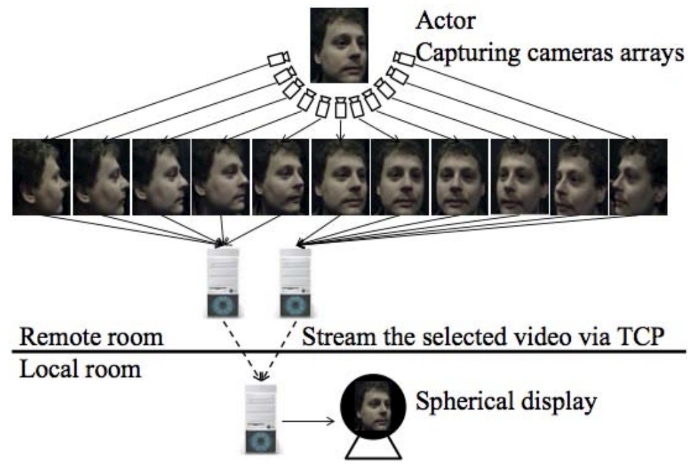 Actor
Capturing cameras arrays
Remote room
Stream the selected video via TCP
Local room
Spherical display